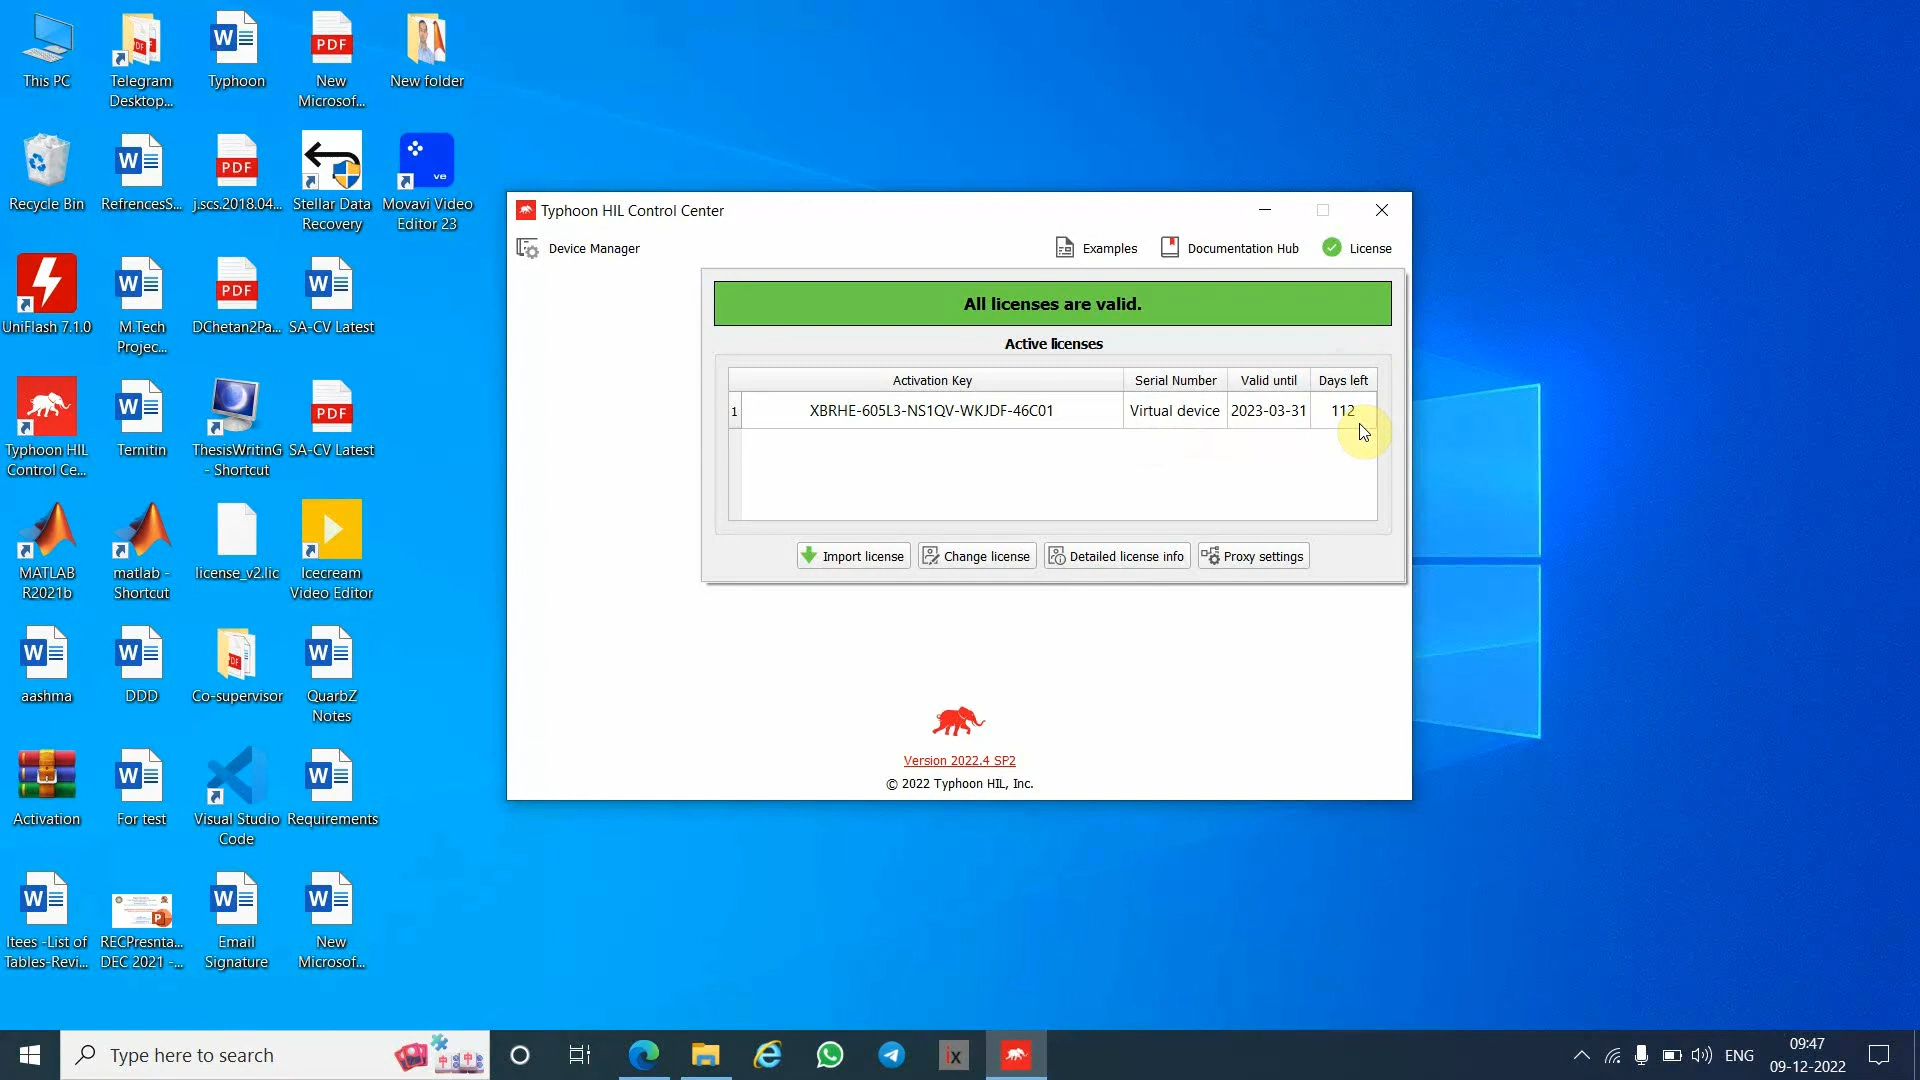 This PC
Telegram
Desktop...
Typhoon
New
Microsof...
New folder
Recycle Bin
RefrencesS...
j.scs.2018.04...
Stellar Data
Recovery
Movavi Video
Editor 23
UniFlash 7.1.0
M.Tech
Projec...
DChetan2Pa...
SA-CV Latest
Typhoon HIL
Control Ce...
Ternitin
ThesisWritinG
- Shortcut
SA-CV Latest
MATLAB
R2021b
matlab -
Shortcut
license_v2.lic
Icecream
Video Editor
aashma
DDD
Co-supervisor
QuarbZ
Notes
Activation
For test
Visual Studio
Code
Requirements
Itees -List of
Tables-Revi...
RECPresnta...
DEC 2021 -...
Email
Signature
New
Microsof...
Typhoon HIL Control Center
Device Manager
Examples
Documentation Hub
License
All licenses are valid.
Active licenses
Activation Key
Serial Number
Valid until
Days left
1
XBRHE-605L3-NS1QV-WKJDF-46C01
Virtual device
2023-03-31
112
Import license
Change license
Detailed license info
Proxy settings
Version 2022.4 SP2
© 2022 Typhoon HIL, Inc.
Type here to search
ENG
09:47
09-12-2022